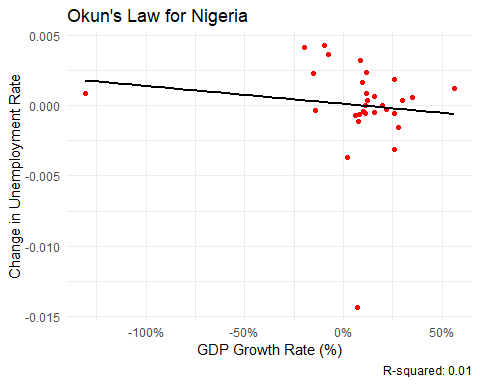 Okun's Law for Nigeria
0.005
0.000
-0.005
-0.010
-0.015
Change in Unemployment Rate
-100%
-50%
0%
50%
GDP Growth Rate (%)
R-squared: 0.01